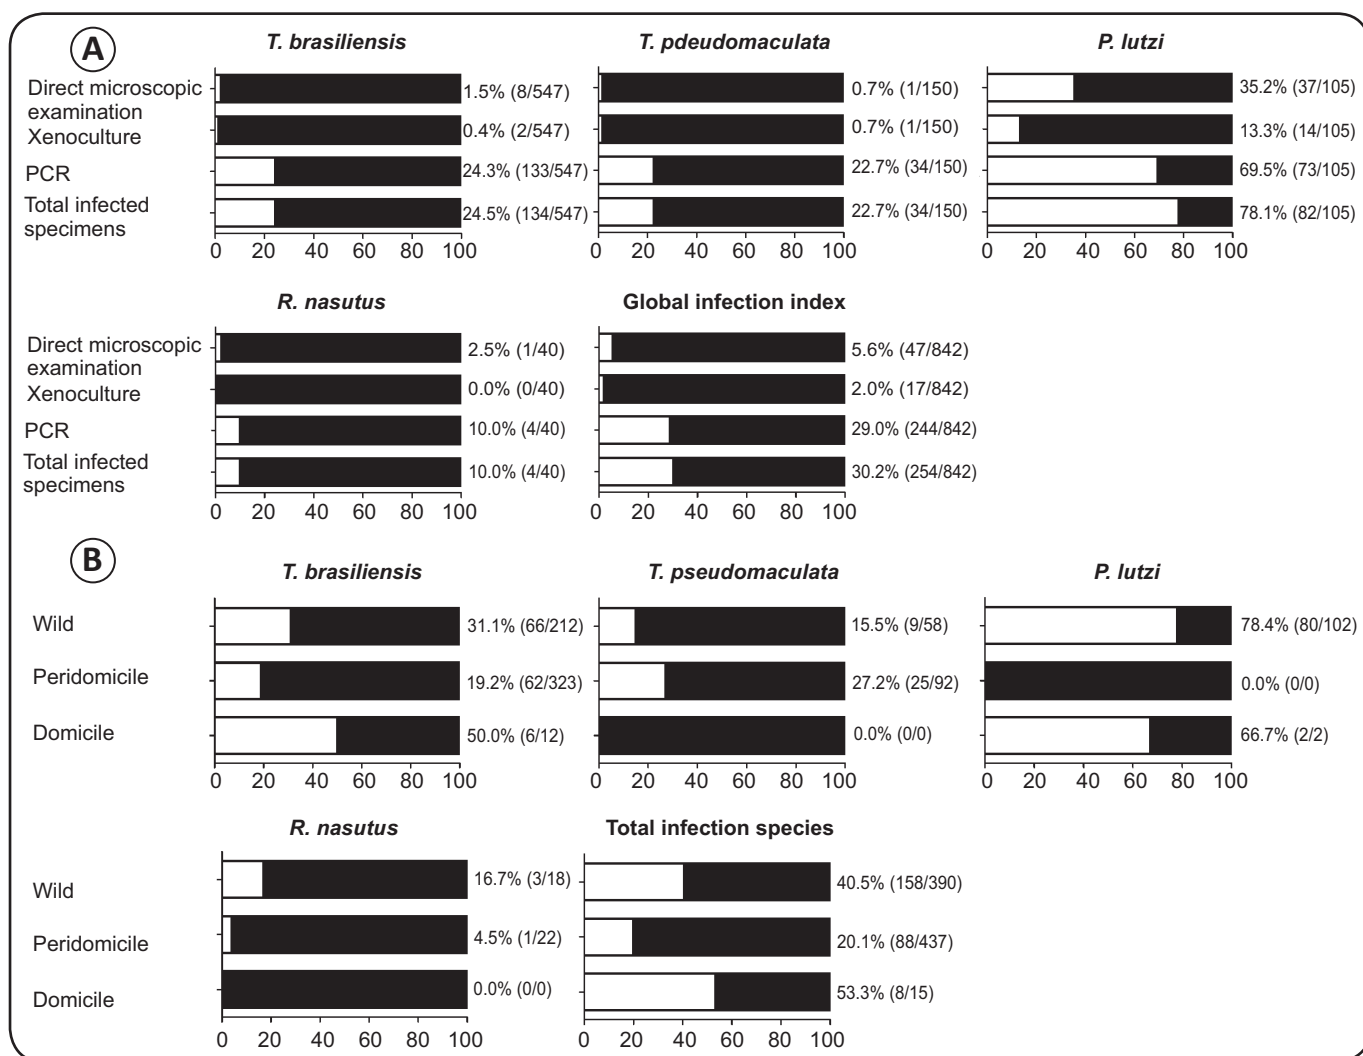 A
T. brasiliensis
T. pdeudomaculata
P. lutzi
Direct microscopic
examination
Xenoculture
PCR
Total infected
specimens
1.5% (8/547)
0.4% (2/547)
24.3% (133/547)
24.5% (134/547)
0 20 40 60 80 100
0.7% (1/150)
0.7% (1/150)
22.7% (34/150)
22.7% (34/150)
0 20 40 60 80 100
35.2% (37/105)
13.3% (14/105)
69.5% (73/105)
78.1% (82/105)
0 20 40 60 80 100
R. nasutus
Global infection index
Direct microscopic
examination
Xenoculture
PCR
Total infected
specimens
2.5% (1/40)
0.0% (0/40)
10.0% (4/40)
10.0% (4/40)
0 20 40 60 80 100
5.6% (47/842)
2.0% (17/842)
29.0% (244/842)
30.2% (254/842)
0 20 40 60 80 100
B
T. brasiliensis
T. pseudomaculata
P. lutzi
Wild
Peridomicile
Domicile
31.1% (66/212)
19.2% (62/323)
50.0% (6/12)
0 20 40 60 80 100
15.5% (9/58)
27.2% (25/92)
0.0% (0/0)
0 20 40 60 80 100
78.4% (80/102)
0.0% (0/0)
66.7% (2/2)
0 20 40 60 80 100
R. nasutus
Total infection species
Wild
Peridomicile
Domicile
16.7% (3/18)
4.5% (1/22)
0.0% (0/0)
0 20 40 60 80 100
40.5% (158/390)
20.1% (88/437)
53.3% (8/15)
0 20 40 60 80 100